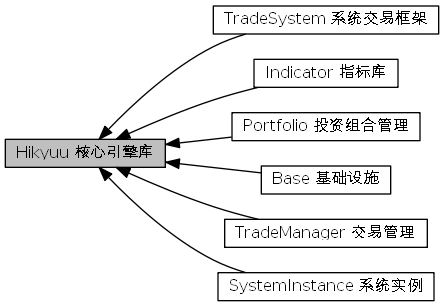 TradeSystem 系统交易框架
Indicator 指标库
Portfolio 投资组合管理
Hikyuu 核心引擎库
Base 基础设施
TradeManager 交易管理
SystemInstance 系统实例